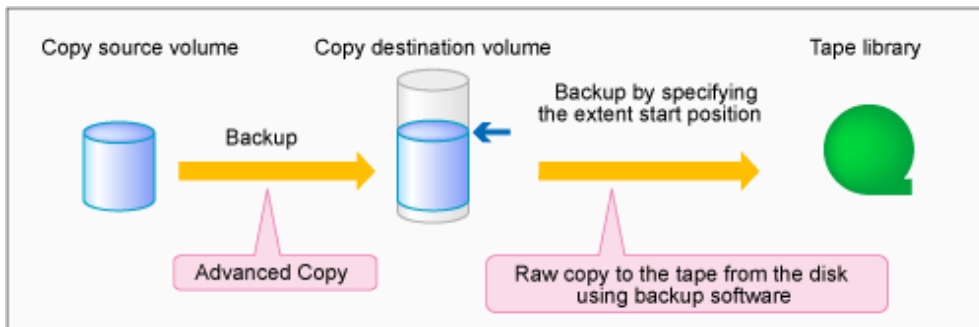 Copy source volume
Copy destination volume
Tape library
Backup
Backup by specifying
the extent start position
Advanced Copy
Raw copy to the tape from the disk
using backup software